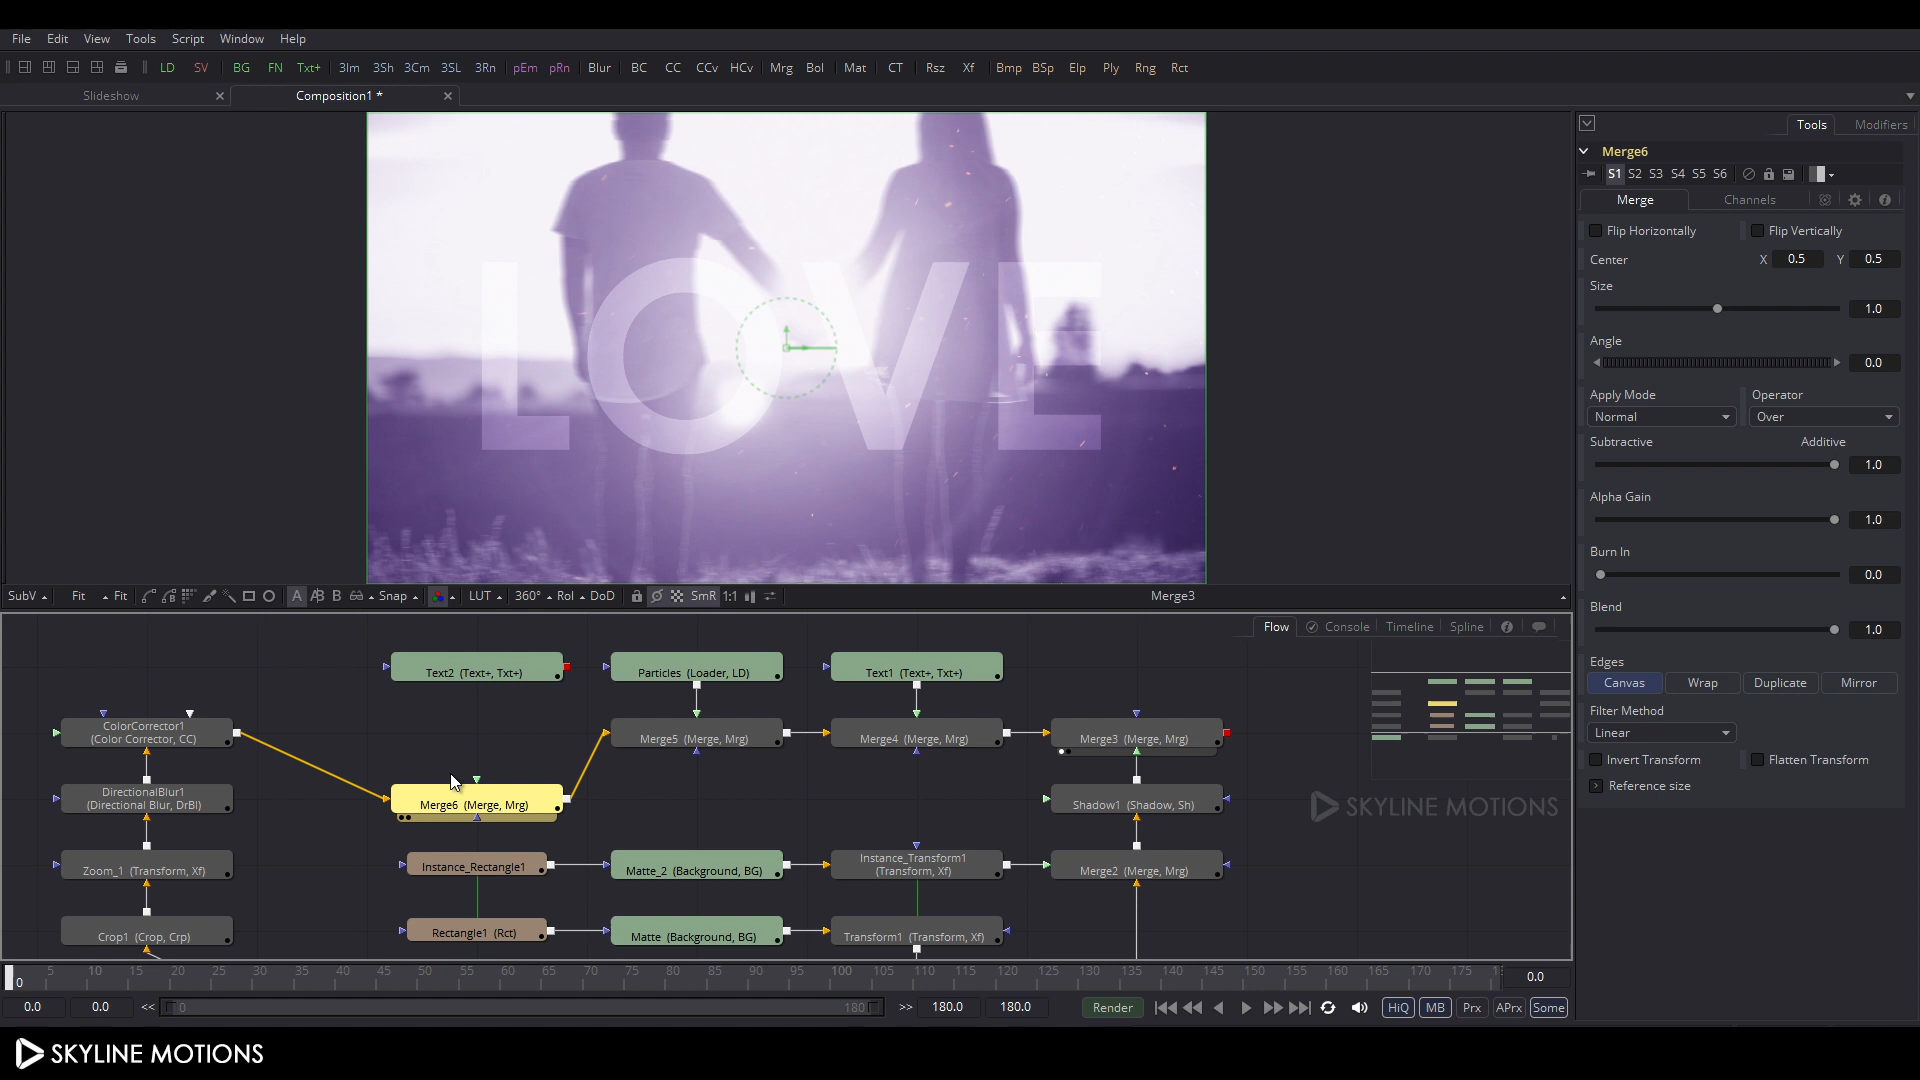 File Edit View Tools Script Window Help
LD SV BG FN Txt+ 3Im 3Sh 3Cm 3SL 3Rn pEm pRn Blur BC CC CCv HCv Mrg Bol Mat CT Rsz Xf Bmp BSp Elp Ply Rng Rct
Slideshow Composition1 *
Tools Modifiers
Merge6
S1 S2 S3 S4 S5 S6
Merge Channels
Flip Horizontally Flip Vertically
Center X 0.5 Y 0.5
Size
1.0
Angle
0.0
Apply Mode Operator
Normal Over
Subtractive Additive
1.0
Alpha Gain
1.0
Burn In
0.0
Blend
1.0
Edges
Canvas Wrap Duplicate Mirror
Filter Method
Linear
Invert Transform Flatten Transform
Reference size
LOVE
SubV Fit Fit A A|B B Snap LUT 360° RoI DoD SmR 1:1 Merge3
Flow Console Timeline Spline
Text2 (Text+, Txt+) Particles (Loader, LD) Text1 (Text+, Txt+)
ColorCorrector1
(Color Corrector, CC)
Merge5 (Merge, Mrg) Merge4 (Merge, Mrg) Merge3 (Merge, Mrg)
DirectionalBlur1
(Directional Blur, DrBl)
Merge6 (Merge, Mrg) Shadow1 (Shadow, Sh)
SKYLINE MOTIONS
Zoom_1 (Transform, Xf) Instance_Rectangle1 Matte_2 (Background, BG)
Instance_Transform1
(Transform, Xf)
Merge2 (Merge, Mrg)
Crop1 (Crop, Crp) Rectangle1 (Rct) Matte (Background, BG) Transform1 (Transform, Xf)
0 5 10 15 20 25 30 35 40 45 50 55 60 65 70 75 80 85 90 95 100 105 110 115 120 125 130 135 140 145 150 155 160 165 170 175 0.0
0.0 0.0 << 0 180 >> 180.0 180.0 Render HiQ MB Prx APrx Some
SKYLINE MOTIONS